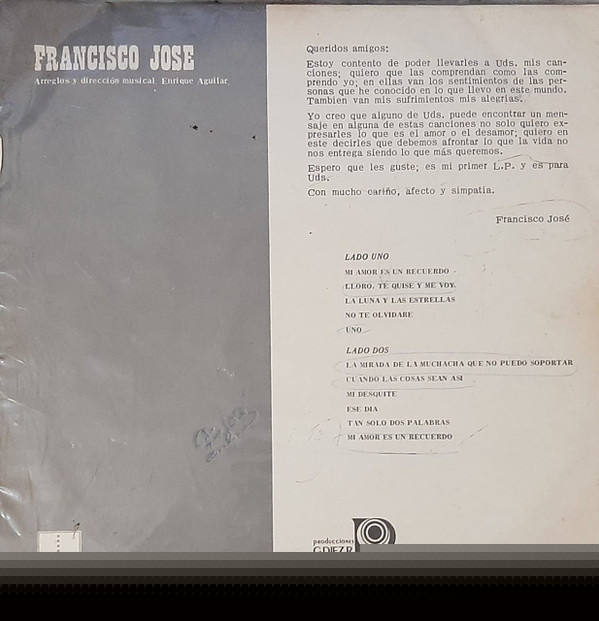 FRANCISCO JOSE
Arreglos y dirección musical. Enrique Aguilar
Queridos amigos:
Estoy contento de poder llevarles a Uds. mis can-
ciones; quiero que las comprendan como las com-
prendo yo; en ellas van los sentimientos de las per-
sonas que he conocido en lo que llevo en este mundo.
Tambien van mis sufrimientos mis alegrias.
Yo creo que alguno de Uds. puede encontrar un men-
saje en alguna de estas canciones no solo quiero ex-
presarles lo que es el amor o el desamor; quiero en
este decirles que debemos afrontar lo que la vida no
nos entrega siendo lo que más queremos.
Espero que les guste; es mi primer L.P. y es para
Uds.
Con mucho cariño, afecto y simpatia.
Francisco José
LADO UNO
MI AMOR ES UN RECUERDO
LLORO, TE QUISE Y ME VOY.
LA LUNA Y LAS ESTRELLAS
NO TE OLVIDARE
UNO
LADO DOS
LA MIRADA DE LA MUCHACHA QUE NO PUEDO SOPORTAR
CUANDO LAS COSAS SEAN ASI
MI DESQUITE
ESE DIA
TAN SOLO DOS PALABRAS
MI AMOR ES UN RECUERDO
producciones
G.DIEZ.R